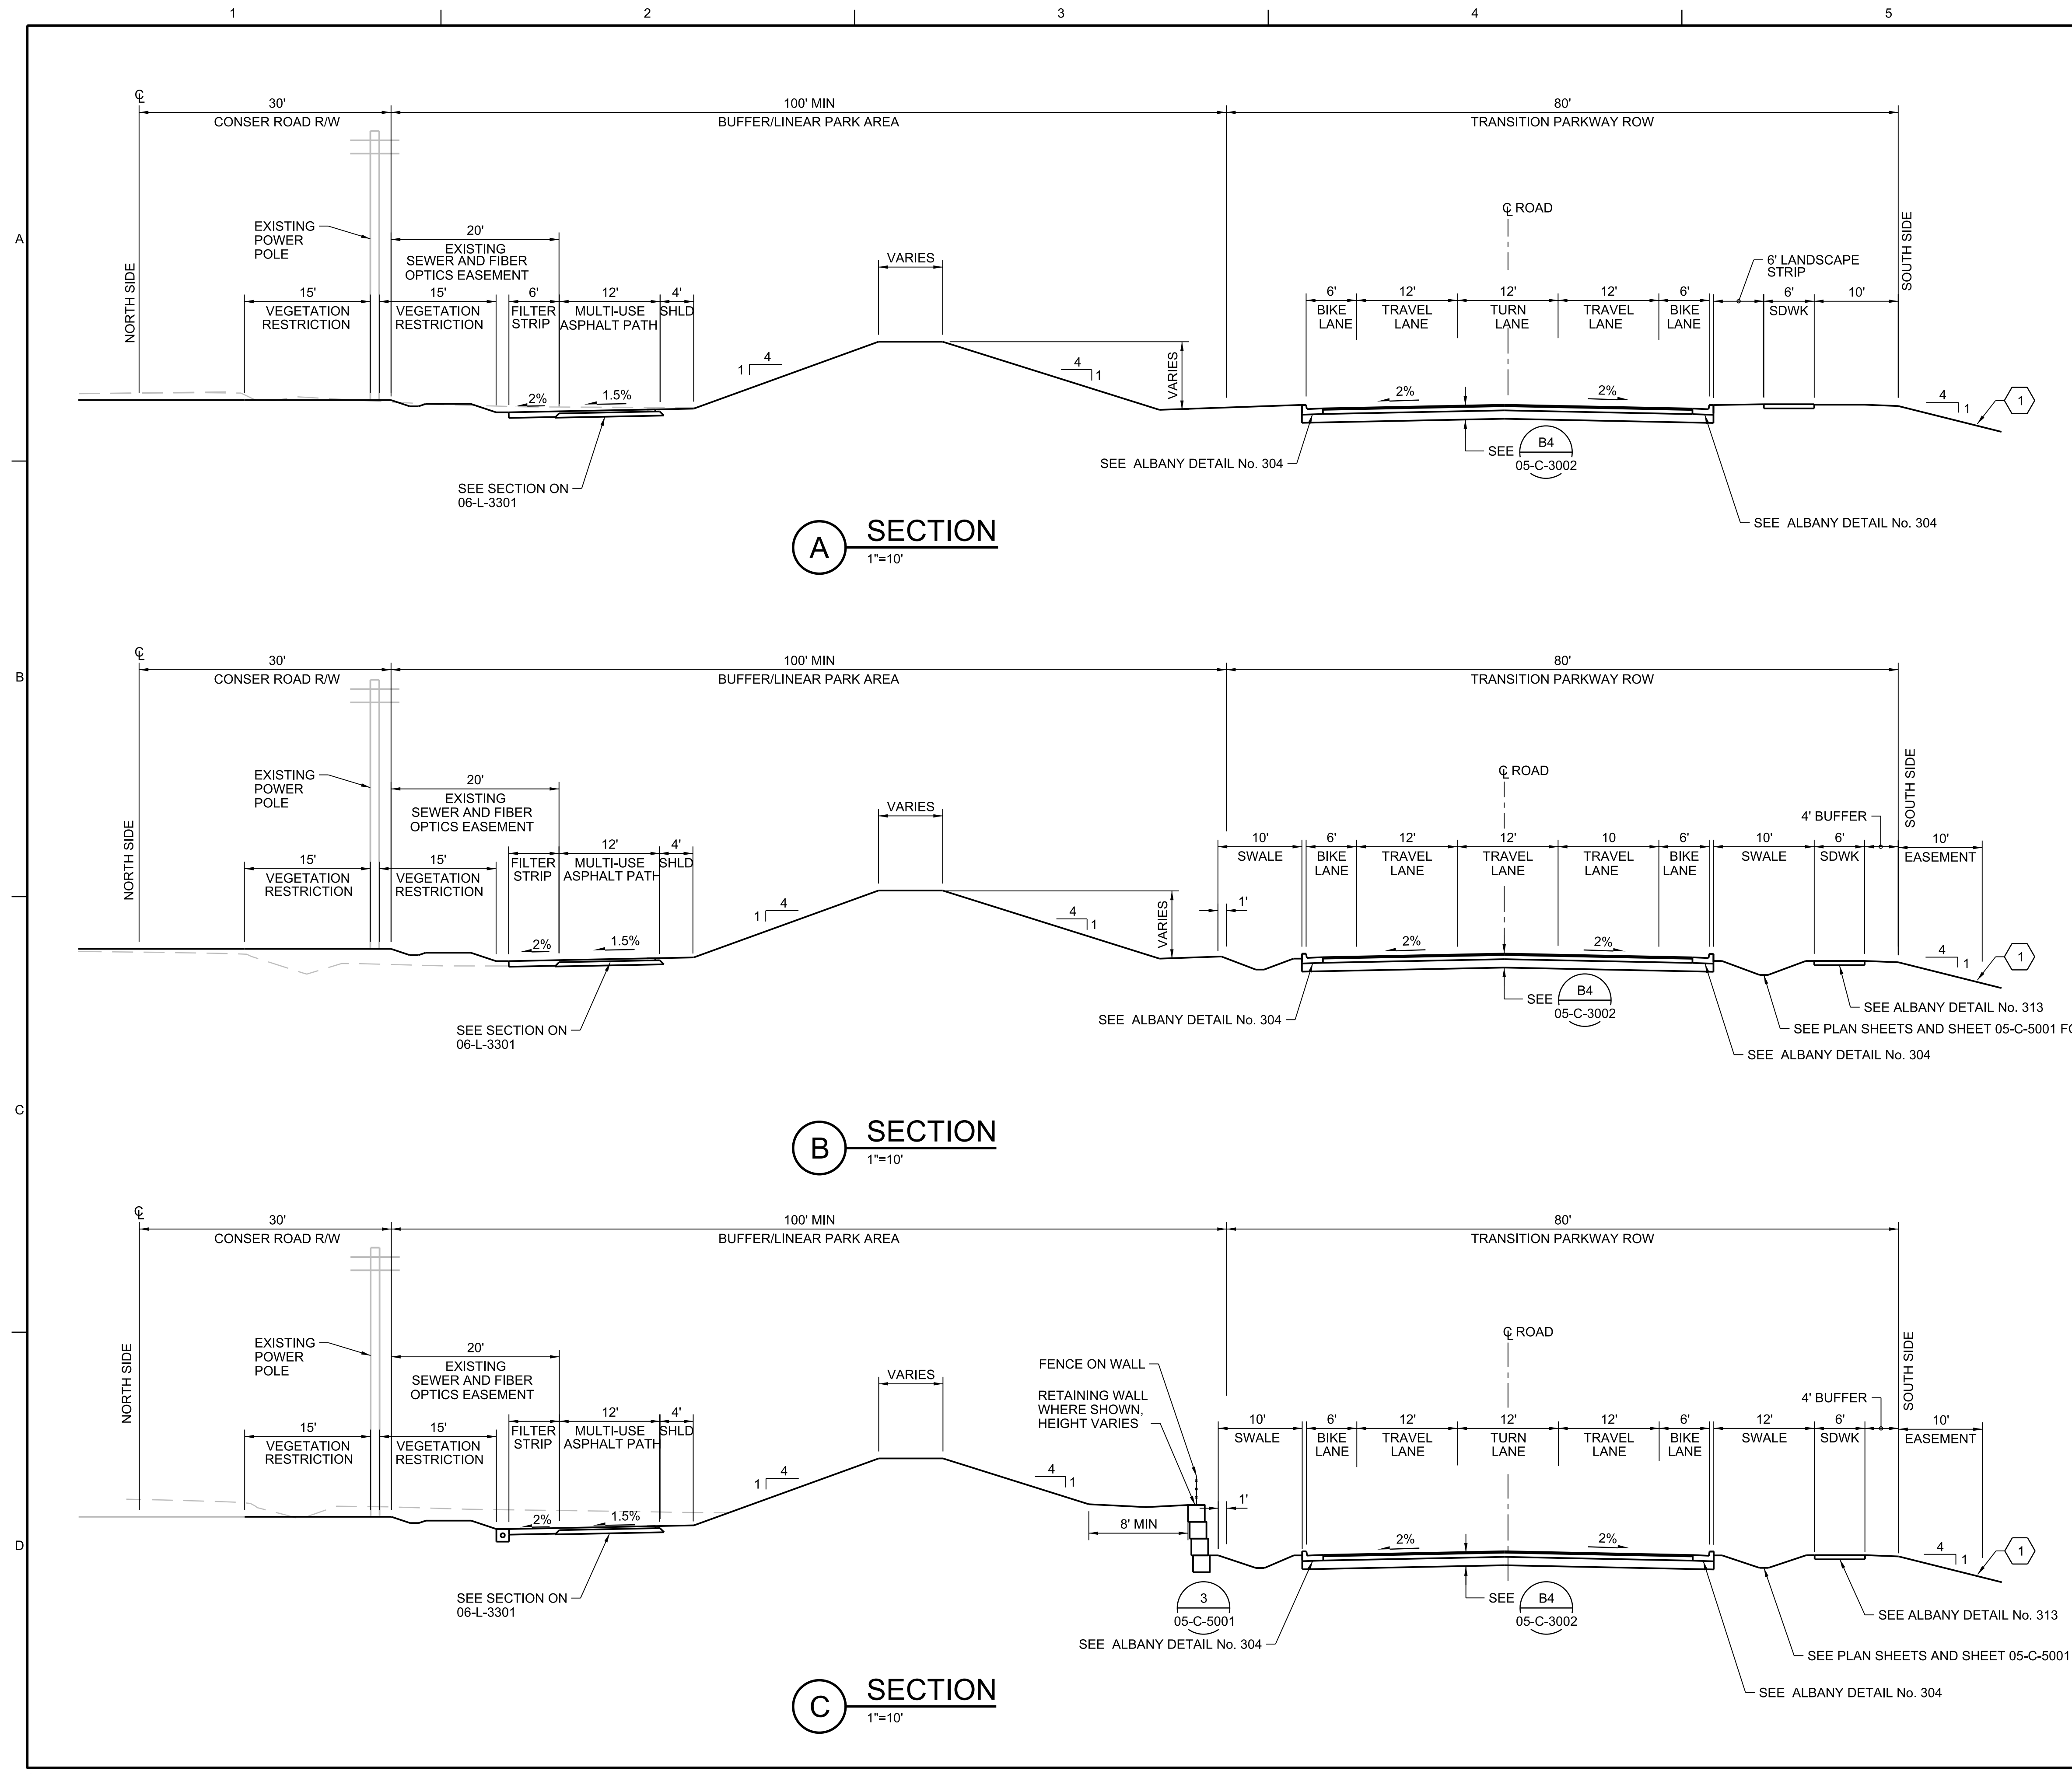 1 2 3 4 5
A
B
C
D
℄
30'
100' MIN
80'
CONSER ROAD R/W
BUFFER/LINEAR PARK AREA
TRANSITION PARKWAY ROW
NORTH SIDE
SOUTH SIDE
℄ ROAD
EXISTING
POWER
POLE
20'
EXISTING
SEWER AND FIBER
OPTICS EASEMENT
VARIES
6' LANDSCAPE
STRIP
15'
VEGETATION
RESTRICTION
15'
VEGETATION
RESTRICTION
6'
FILTER
STRIP
12'
MULTI-USE
ASPHALT PATH
4'
SHLD
6'
BIKE
LANE
12'
TRAVEL
LANE
12'
TURN
LANE
12'
TRAVEL
LANE
6'
BIKE
LANE
6'
SDWK
10'
1
4
4
1
VARIES
2%
1.5%
2%
2%
4
1
1
SEE SECTION ON
06-L-3301
SEE ALBANY DETAIL No. 304
SEE
B4
05-C-3002
SEE ALBANY DETAIL No. 304
A
SECTION
1"=10'
℄
30'
100' MIN
80'
CONSER ROAD R/W
BUFFER/LINEAR PARK AREA
TRANSITION PARKWAY ROW
NORTH SIDE
SOUTH SIDE
℄ ROAD
EXISTING
POWER
POLE
20'
EXISTING
SEWER AND FIBER
OPTICS EASEMENT
VARIES
4' BUFFER
15'
VEGETATION
RESTRICTION
15'
VEGETATION
RESTRICTION
FILTER
STRIP
12'
MULTI-USE
ASPHALT PATH
4'
SHLD
10'
SWALE
6'
BIKE
LANE
12'
TRAVEL
LANE
12'
TRAVEL
LANE
10
TRAVEL
LANE
6'
BIKE
LANE
10'
SWALE
6'
SDWK
10'
EASEMENT
1
4
4
1
VARIES
1'
2%
1.5%
2%
2%
4
1
1
SEE SECTION ON
06-L-3301
SEE ALBANY DETAIL No. 304
SEE
B4
05-C-3002
SEE ALBANY DETAIL No. 313
SEE PLAN SHEETS AND SHEET 05-C-5001
SEE ALBANY DETAIL No. 304
B
SECTION
1"=10'
℄
30'
100' MIN
80'
CONSER ROAD R/W
BUFFER/LINEAR PARK AREA
TRANSITION PARKWAY ROW
NORTH SIDE
SOUTH SIDE
℄ ROAD
EXISTING
POWER
POLE
20'
EXISTING
SEWER AND FIBER
OPTICS EASEMENT
VARIES
FENCE ON WALL
RETAINING WALL
WHERE SHOWN,
HEIGHT VARIES
4' BUFFER
15'
VEGETATION
RESTRICTION
15'
VEGETATION
RESTRICTION
FILTER
STRIP
12'
MULTI-USE
ASPHALT PATH
4'
SHLD
10'
SWALE
6'
BIKE
LANE
12'
TRAVEL
LANE
12'
TURN
LANE
12'
TRAVEL
LANE
6'
BIKE
LANE
12'
SWALE
6'
SDWK
10'
EASEMENT
1
4
4
1
8' MIN
1'
2%
1.5%
2%
2%
4
1
1
SEE SECTION ON
06-L-3301
3
05-C-5001
SEE ALBANY DETAIL No. 304
SEE
B4
05-C-3002
SEE ALBANY DETAIL No. 313
SEE PLAN SHEETS AND SHEET 05-C-5001
SEE ALBANY DETAIL No. 304
C
SECTION
1"=10'